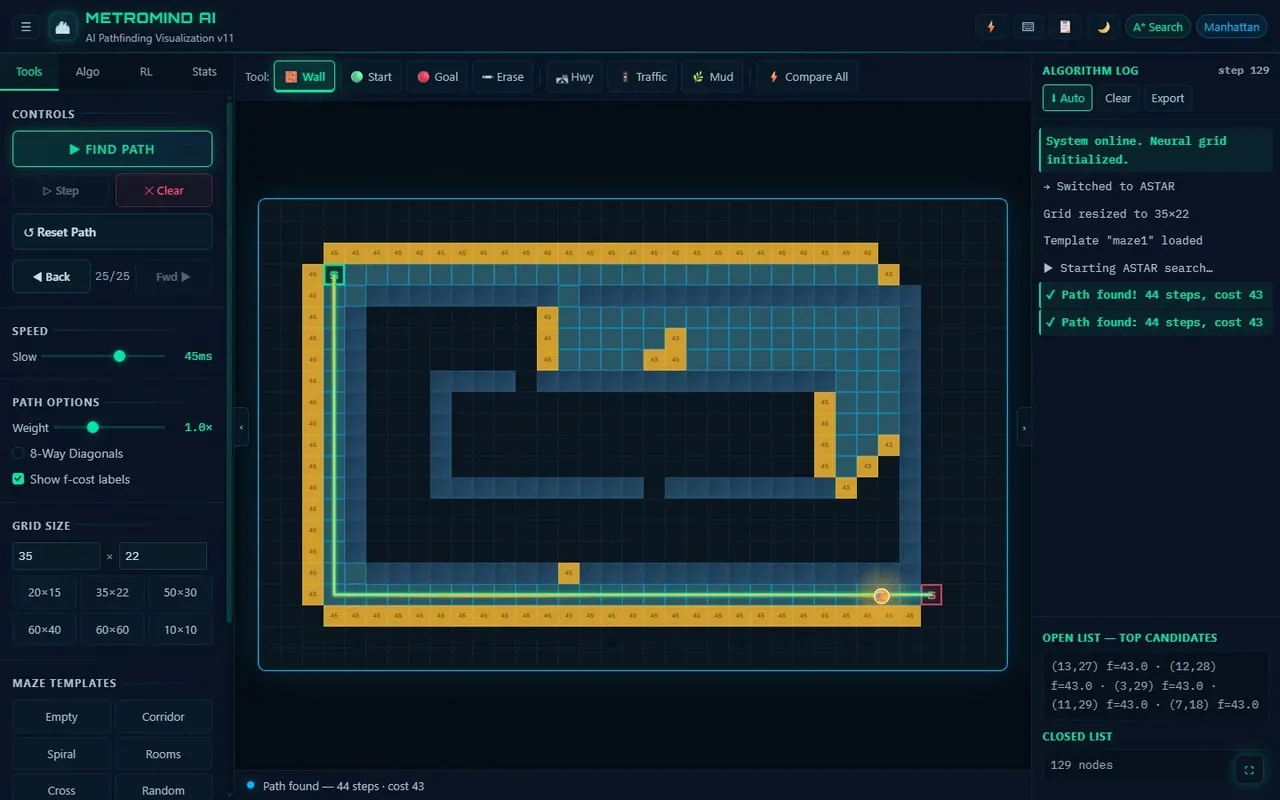 METROMIND AI
AI Pathfinding Visualization v11
A* Search
Manhattan
Tools
Algo
RL
Stats
Tool:
Wall
Start
Goal
Erase
Hwy
Traffic
Mud
Compare All
CONTROLS
▶ FIND PATH
▷ Step
✕ Clear
↺ Reset Path
◀ Back
25/25
Fwd ▶
SPEED
Slow
45ms
PATH OPTIONS
Weight
1.0×
8-Way Diagonals
Show f-cost labels
GRID SIZE
35
×
22
20×15
35×22
50×30
60×40
60×60
10×10
MAZE TEMPLATES
Empty
Corridor
Spiral
Rooms
Cross
Random
Path found — 44 steps · cost 43
ALGORITHM LOG
step 129
⬇ Auto
Clear
Export
System online. Neural grid
initialized.
→ Switched to ASTAR
Grid resized to 35×22
Template "maze1" loaded
▶ Starting ASTAR search…
✓ Path found! 44 steps, cost 43
✓ Path found: 44 steps, cost 43
OPEN LIST — TOP CANDIDATES
(13,27) f=43.0 · (12,28)
f=43.0 · (3,29) f=43.0 ·
(11,29) f=43.0 · (7,18) f=43.0
CLOSED LIST
129 nodes